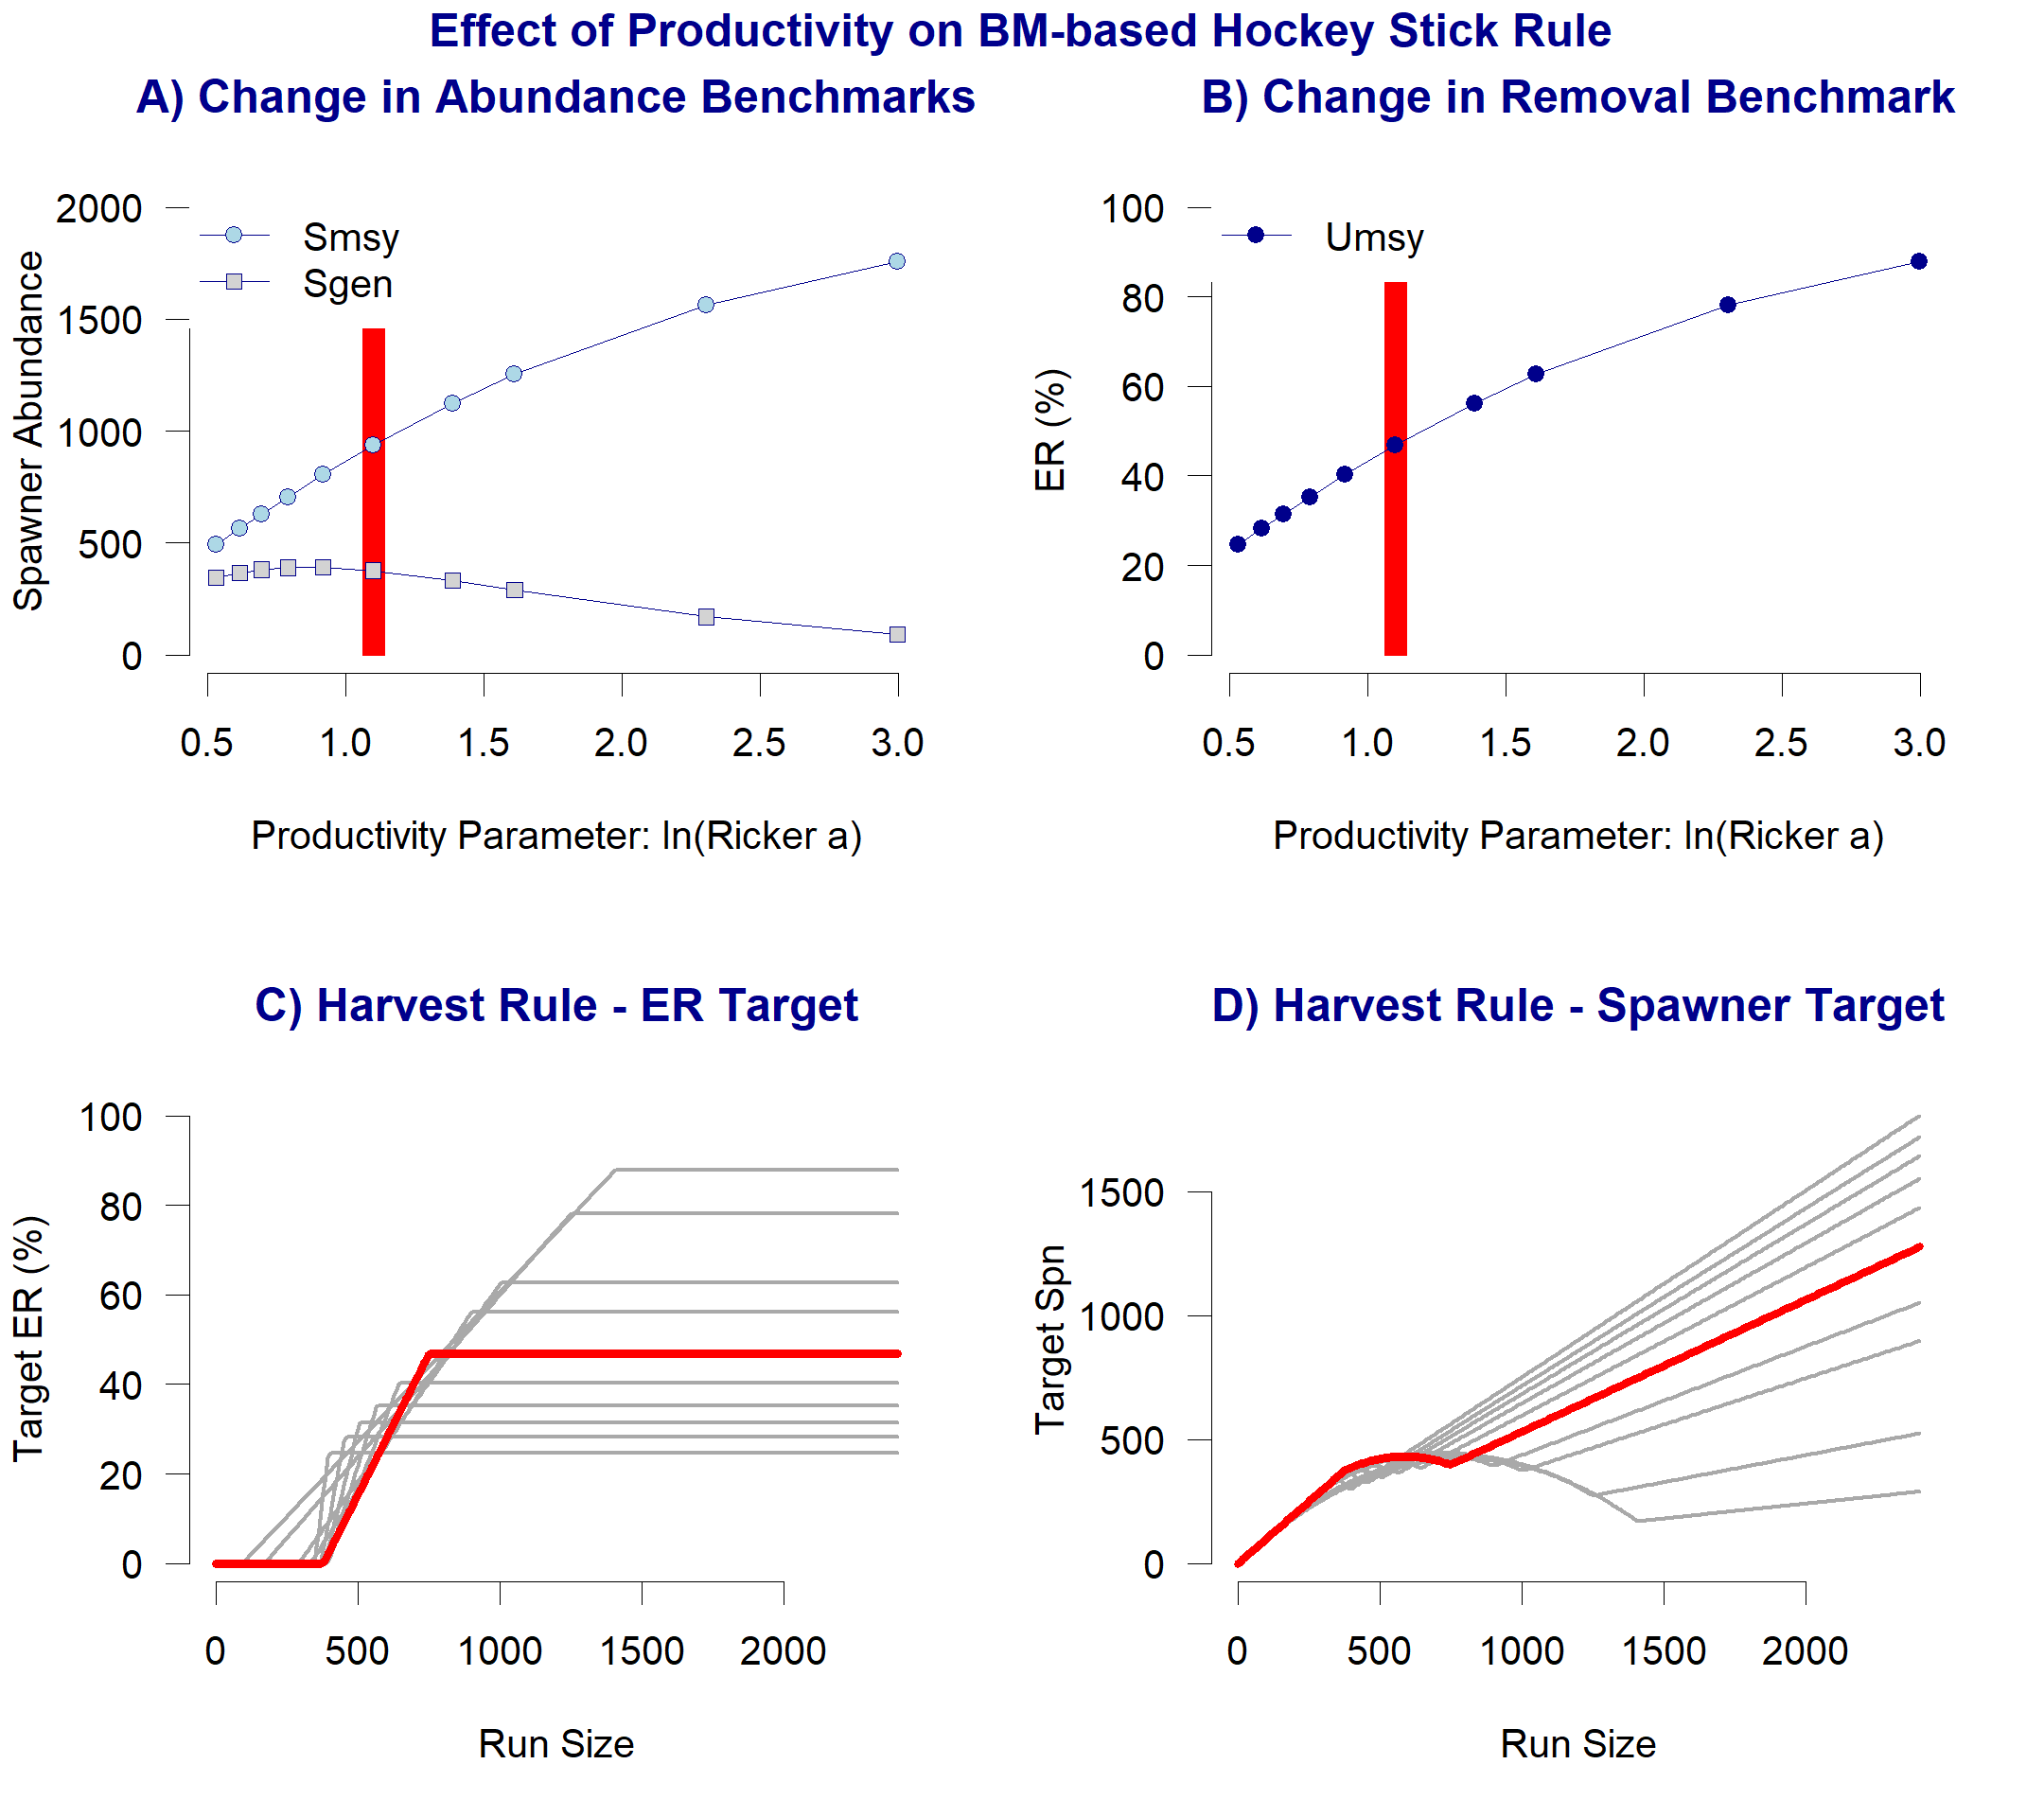 Effect of Productivity on BM-based Hockey Stick Rule
A) Change in Abundance Benchmarks
Spawner Abundance
2000
1500
1000
500
0
Smsy
Sgen
0.5 1.0 1.5 2.0 2.5 3.0
Productivity Parameter: ln(Ricker a)
B) Change in Removal Benchmark
ER (%)
100
80
60
40
20
0
Umsy
0.5 1.0 1.5 2.0 2.5 3.0
Productivity Parameter: ln(Ricker a)
C) Harvest Rule - ER Target
Target ER (%)
100
80
60
40
20
0
0 500 1000 1500 2000
Run Size
D) Harvest Rule - Spawner Target
Target Spn
1500
1000
500
0
0 500 1000 1500 2000
Run Size